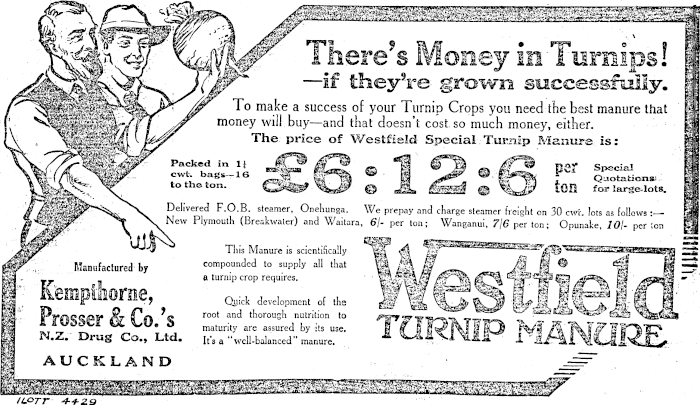 There's Money in Turnips!
—if they're grown successfully.
To make a success of your Turnip Crops you need the best manure that
money will buy—and that doesn't cost so much money, either.
The price of Westfield Special Turnip Manure is:
Packed in 1¼
cwt. bags—16
to the ton.
£6:12:6
per
ton
Special
Quotations
for large lots.
Delivered F.O.B. steamer, Onehunga. We prepay and charge steamer freight on 30 cwt. lots as follows:—
New Plymouth (Breakwater) and Waitara, 6/- per ton; Wanganui, 7/6 per ton; Opunake, 10/- per ton
Manufactured by
Kempthorne,
Prosser & Co.'s
N.Z. Drug Co., Ltd.
AUCKLAND
This Manure is scientifically
compounded to supply all that
a turnip crop requires.
Quick development of the
root and thorough nutrition to
maturity are assured by its use.
It's a "well-balanced" manure.
Westfield
TURNIP MANURE
ILOTT 4429